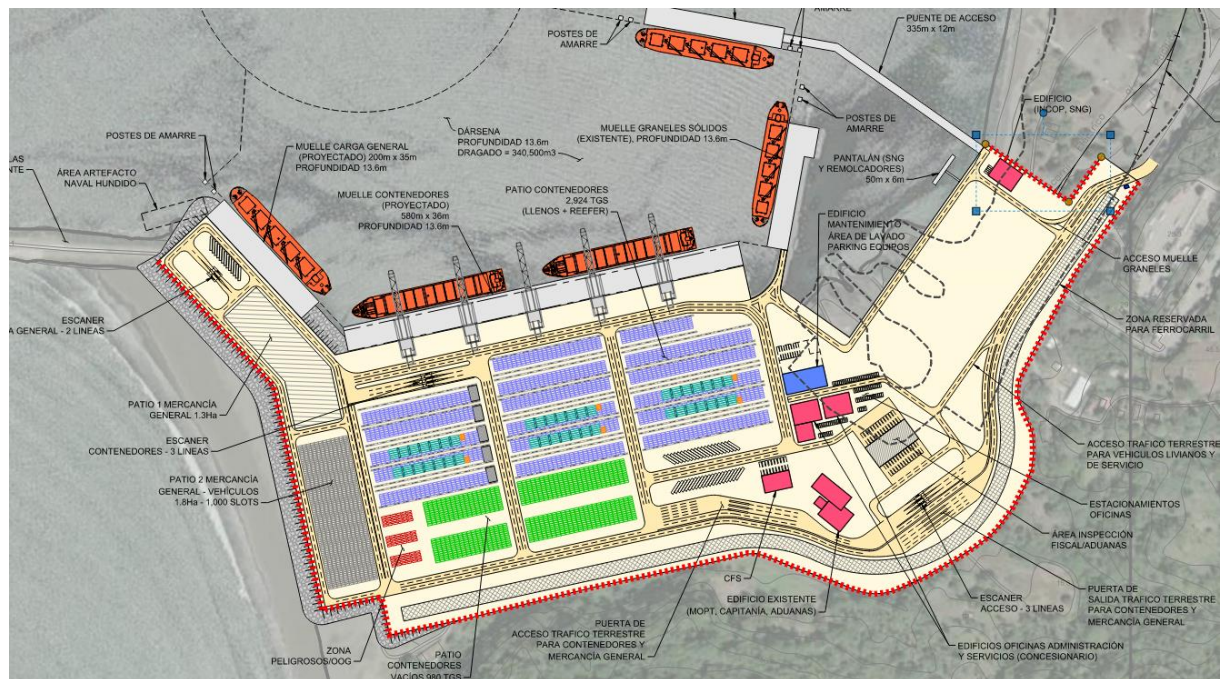 AMARRE
PUENTE DE ACCESO
335m x 12m
POSTES DE
AMARRE
EDIFICIO
(INCOP, SNG)
POSTES DE AMARRE
DÁRSENA
PROFUNDIDAD 13.6m
DRAGADO = 340,500m3
MUELLE GRANELES SÓLIDOS
(EXISTENTE), PROFUNDIDAD 13.6m
POSTES DE
AMARRE
MUELLE CARGA GENERAL
(PROYECTADO) 200m x 35m
PROFUNDIDAD 13.6m
LAS
NTE
ÁREA ARTEFACTO
NAVAL HUNDIDO
PANTALÁN (SNG
Y REMOLCADORES)
50m x 6m
MUELLE CONTENEDORES
(PROYECTADO)
580m x 36m
PROFUNDIDAD 13.6m
PATIO CONTENEDORES
2,924 TGS
(LLENOS + REEFER)
EDIFICIO
MANTENIMIENTO
ÁREA DE LAVADO
PARKING EQUIPOS
ACCESO MUELLE
GRANELES
ESCANER
A GENERAL - 2 LINEAS
ZONA RESERVADA
PARA FERROCARRIL
PATIO 1 MERCANCÍA
GENERAL 1.3Ha
ESCANER
CONTENEDORES - 3 LINEAS
ACCESO TRAFICO TERRESTRE
PARA VEHICULOS LIVIANOS Y
DE SERVICIO
PATIO 2 MERCANCÍA
GENERAL - VEHÍCULOS
1.8Ha - 1,000 SLOTS
ESTACIONAMIENTOS
OFICINAS
ÁREA INSPECCIÓN
FISCAL/ADUANAS
CFS
EDIFICIO EXISTENTE
(MOPT, CAPITANÍA, ADUANAS)
ESCANER
ACCESO - 3 LINEAS
PUERTA DE
SALIDA TRAFICO TERRESTRE
PARA CONTENEDORES Y
MERCANCÍA GENERAL
PUERTA DE
ACCESO TRAFICO TERRESTRE
PARA CONTENEDORES Y
MERCANCÍA GENERAL
EDIFICIOS OFICINAS ADMINISTRACIÓN
Y SERVICIOS (CONCESIONARIO)
ZONA
PELIGROSOS/OOG
PATIO
CONTENEDORES
VACÍOS 980 TGS